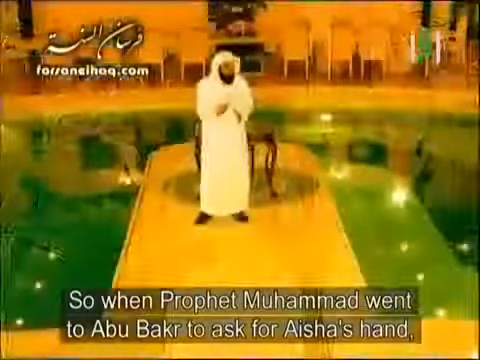 فرسان السنة
forsanelhaq.com
So when Prophet Muhammad went
to Abu Bakr to ask for Aisha's hand,